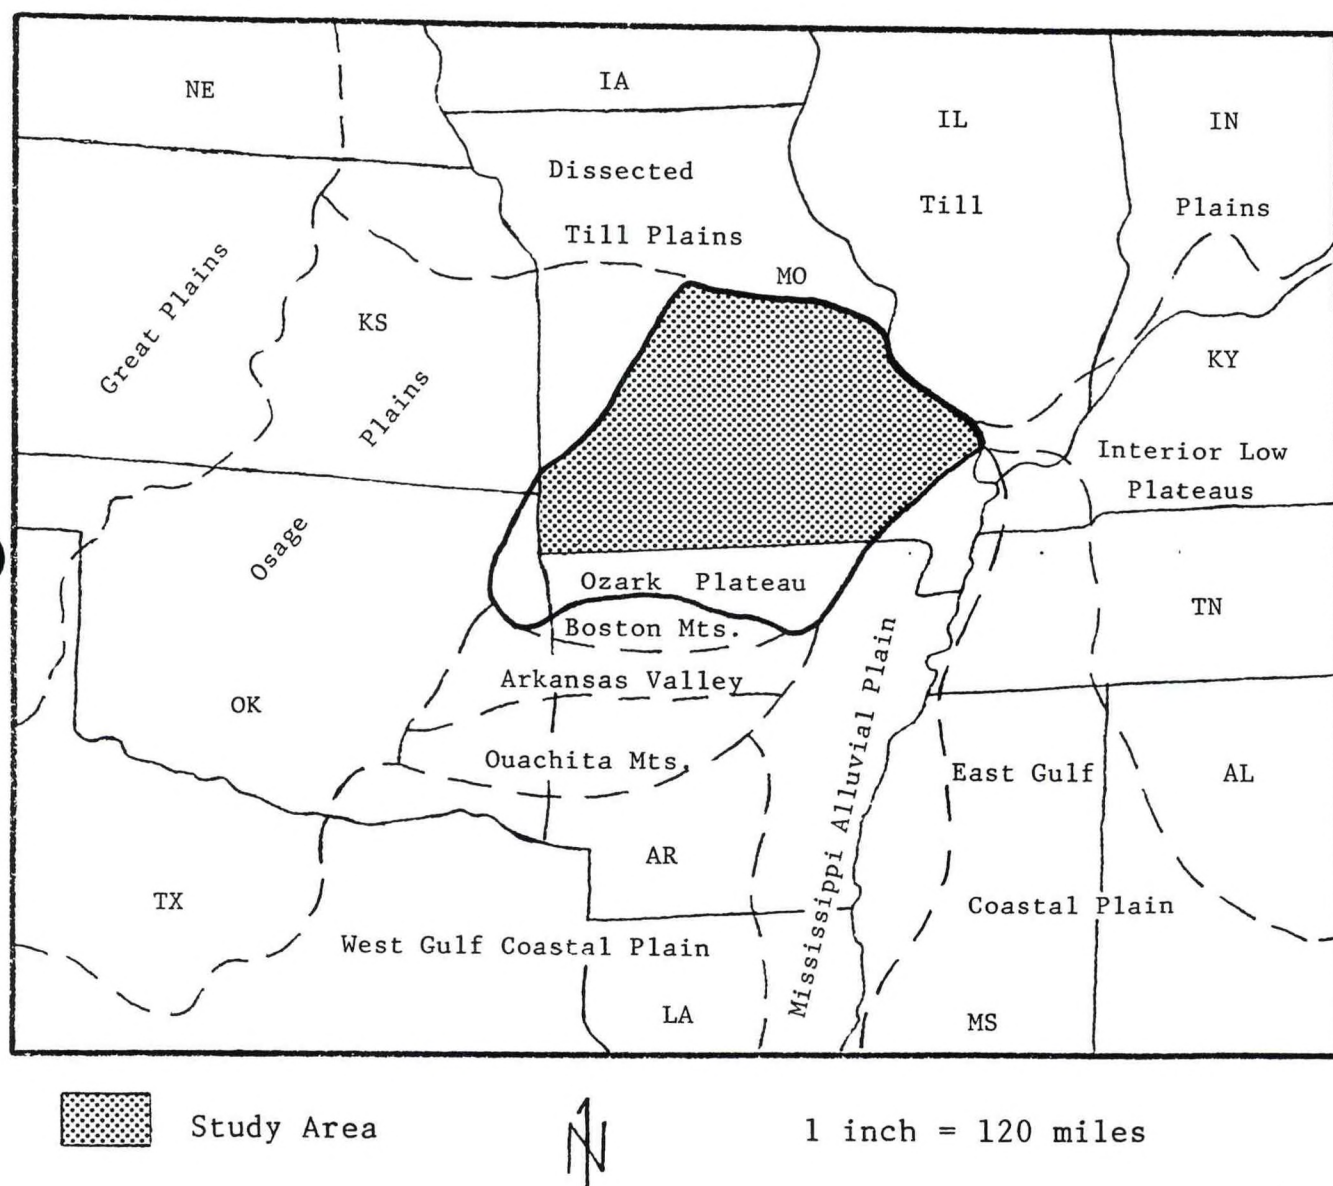 NE
IA
IL
IN
Dissected
Till
Plains
Till Plains
MO
Great Plains
KS
Plains
KY
Interior Low
Plateaus
Osage
Ozark Plateau
TN
Boston Mts.
Arkansas Valley
OK
Ouachita Mts.
Mississippi Alluvial Plain
East Gulf
AL
AR
TX
Coastal Plain
West Gulf Coastal Plain
LA
MS
Study Area
N
1 inch = 120 miles